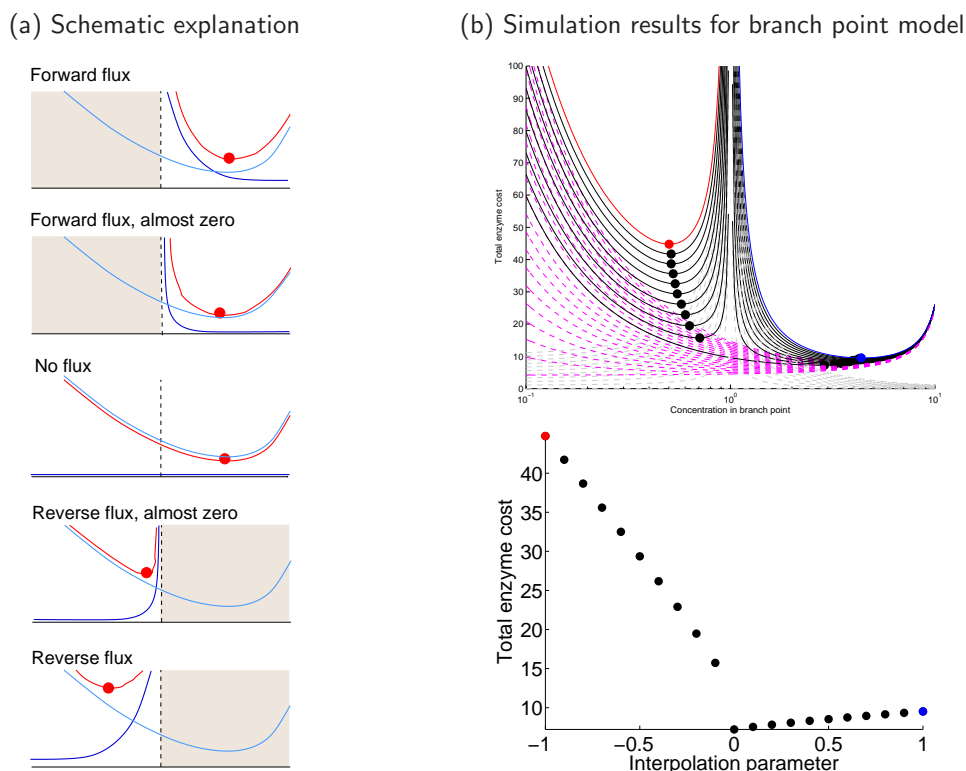 (a) Schematic explanation
Forward flux
Forward flux, almost zero
No flux
Reverse flux, almost zero
Reverse flux
(b) Simulation results for branch point model
100
90
80
70
60
50
40
30
20
10
0
Total enzyme cost
10⁻¹
10⁰
10¹
Concentration in branch point
40
35
30
25
20
15
10
Total enzyme cost
−1
−0.5
0
0.5
1
Interpolation parameter